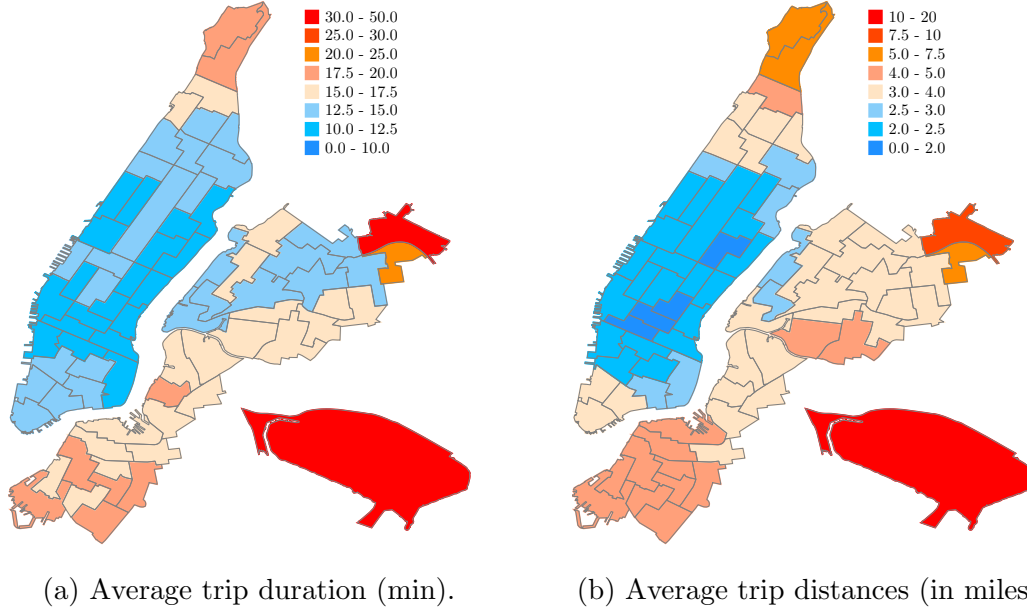 30.0 - 50.0
25.0 - 30.0
20.0 - 25.0
17.5 - 20.0
15.0 - 17.5
12.5 - 15.0
10.0 - 12.5
0.0 - 10.0
10 - 20
7.5 - 10
5.0 - 7.5
4.0 - 5.0
3.0 - 4.0
2.5 - 3.0
2.0 - 2.5
0.0 - 2.0
(a) Average trip duration (min).
(b) Average trip distances (in miles